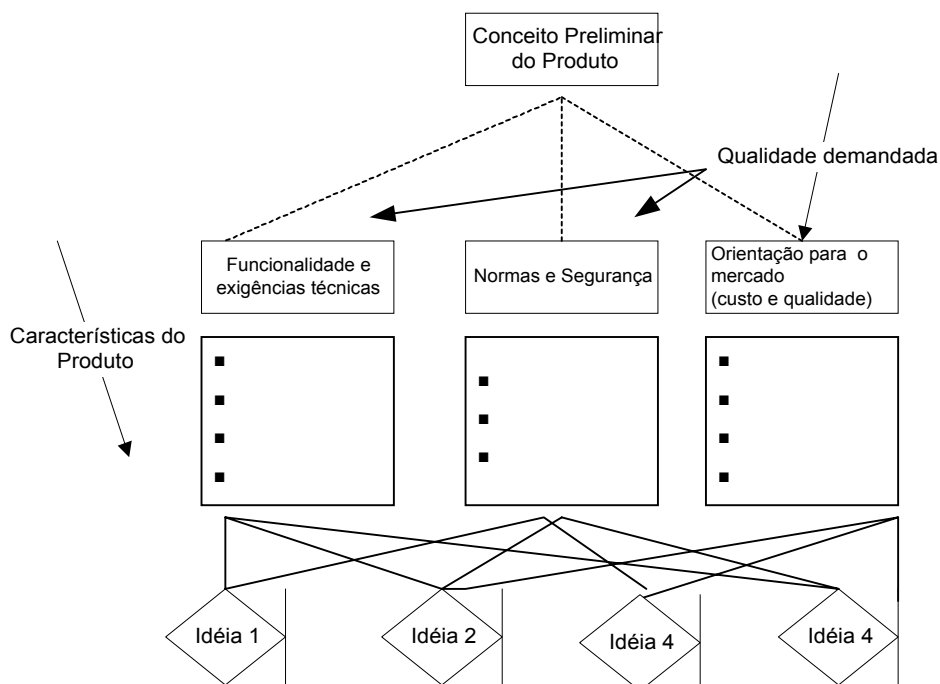 Conceito Preliminar
do Produto
Qualidade demandada
Funcionalidade e
exigências técnicas
Normas e Segurança
Orientação para o
mercado
(custo e qualidade)
Características do
Produto
Idéia 1
Idéia 2
Idéia 4
Idéia 4